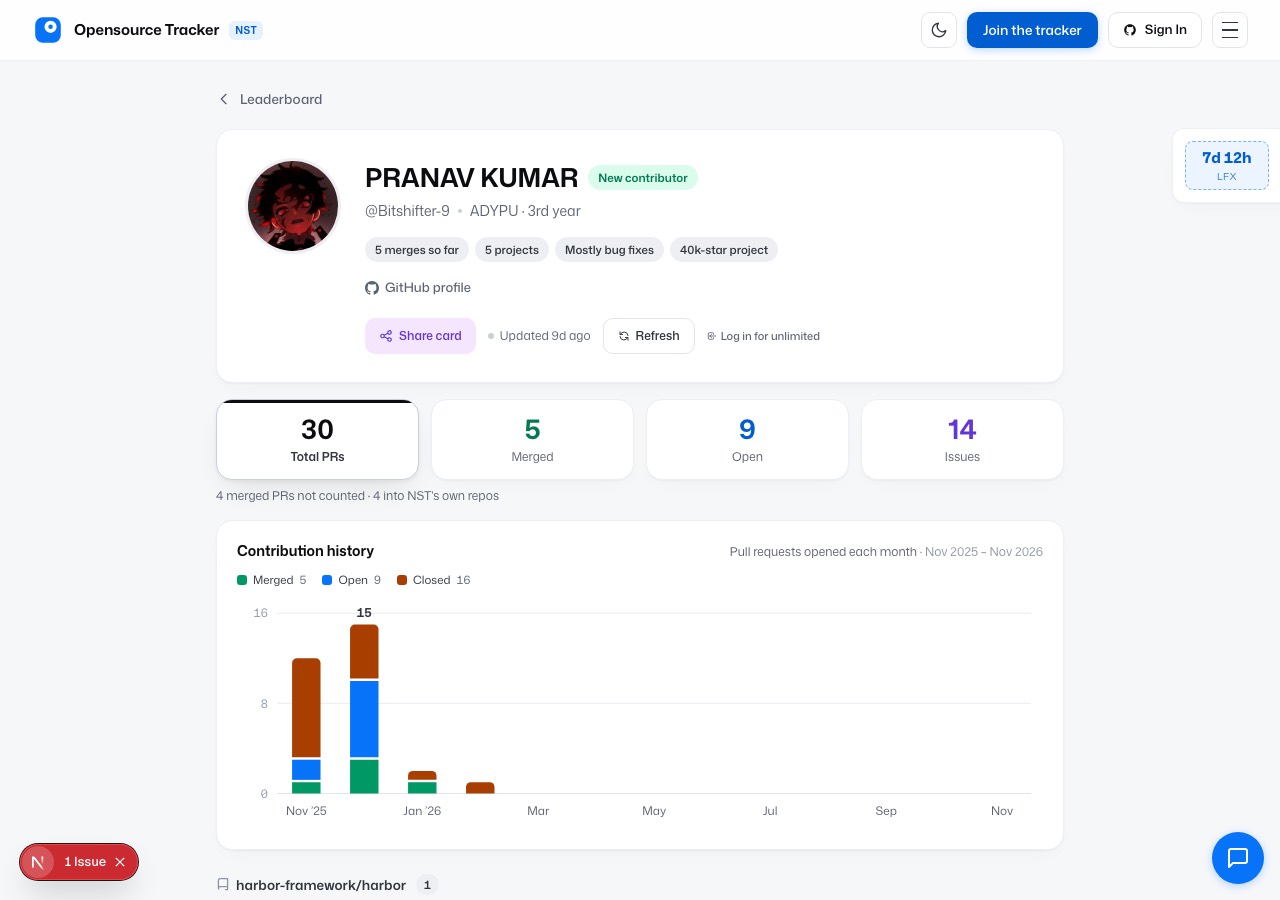 Opensource Tracker NST
Join the tracker
Sign In
Leaderboard
7d 12h
LFX
PRANAV KUMAR New contributor
@Bitshifter-9 • ADYPU · 3rd year
5 merges so far 5 projects Mostly bug fixes 40k-star project
GitHub profile
Share card Updated 9d ago Refresh Log in for unlimited
30 5 9 14
Total PRs Merged Open Issues
4 merged PRs not counted · 4 into NST's own repos
Contribution history Pull requests opened each month · Nov 2025 – Nov 2026
Merged 5 Open 9 Closed 16
16 15
8
0
Nov '25 Jan '26 Mar May Jul Sep Nov
N 1 Issue
harbor-framework/harbor 1